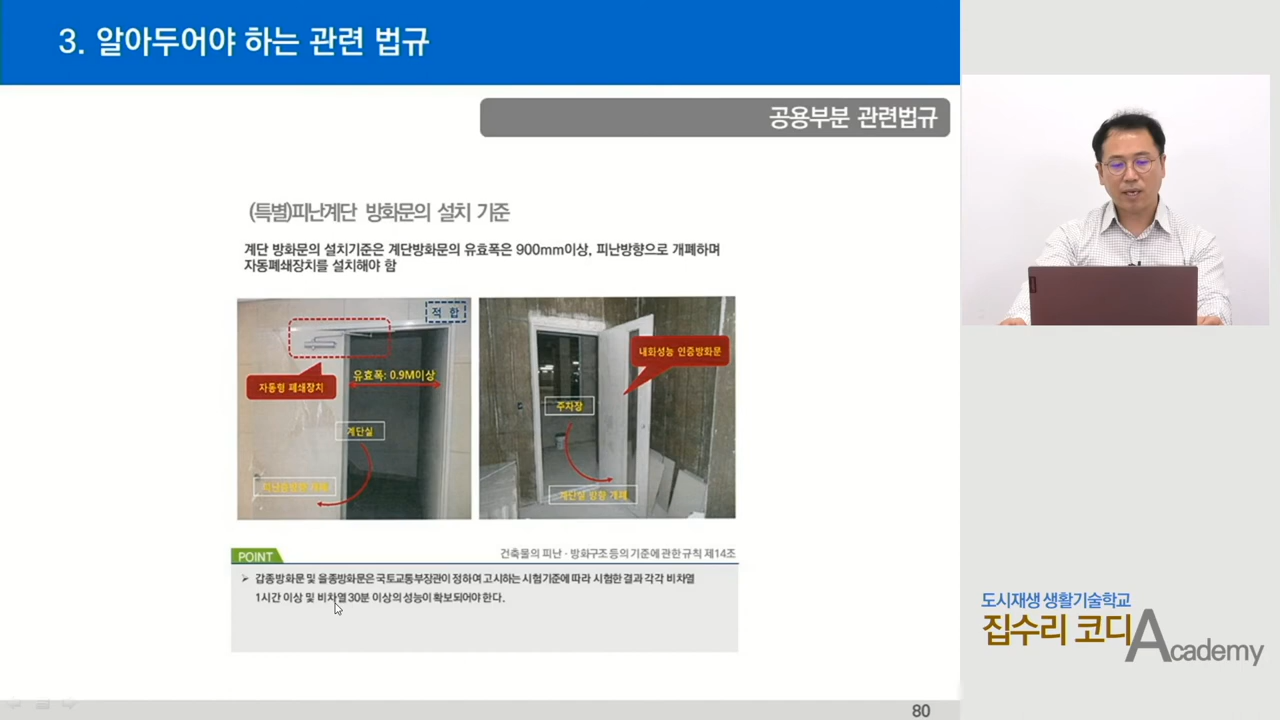 3. 알아두어야 하는 관련 법규
공용부분 관련법규
(특별)피난계단 방화문의 설치 기준
계단 방화문의 설치기준은 계단방화문의 유효폭은 900mm이상, 피난방향으로 개폐하며
자동폐쇄장치를 설치해야 함
적 합
자동형 폐쇄장치
유효폭: 0.9M이상
계단실
내화성능 인증방화문
주차장
계단실 방향 개폐
POINT
건축물의 피난 · 방화구조 등의 기준에 관한 규칙 제14조
➢ 갑종방화문 및 을종방화문은 국토교통부장관이 정하여 고시하는 시험기준에 따라 시험한 결과 각각 비차열
1시간 이상 및 비차열 30분 이상의 성능이 확보되어야 한다.
도시재생 생활기술학교
집수리 코디 Academy
80